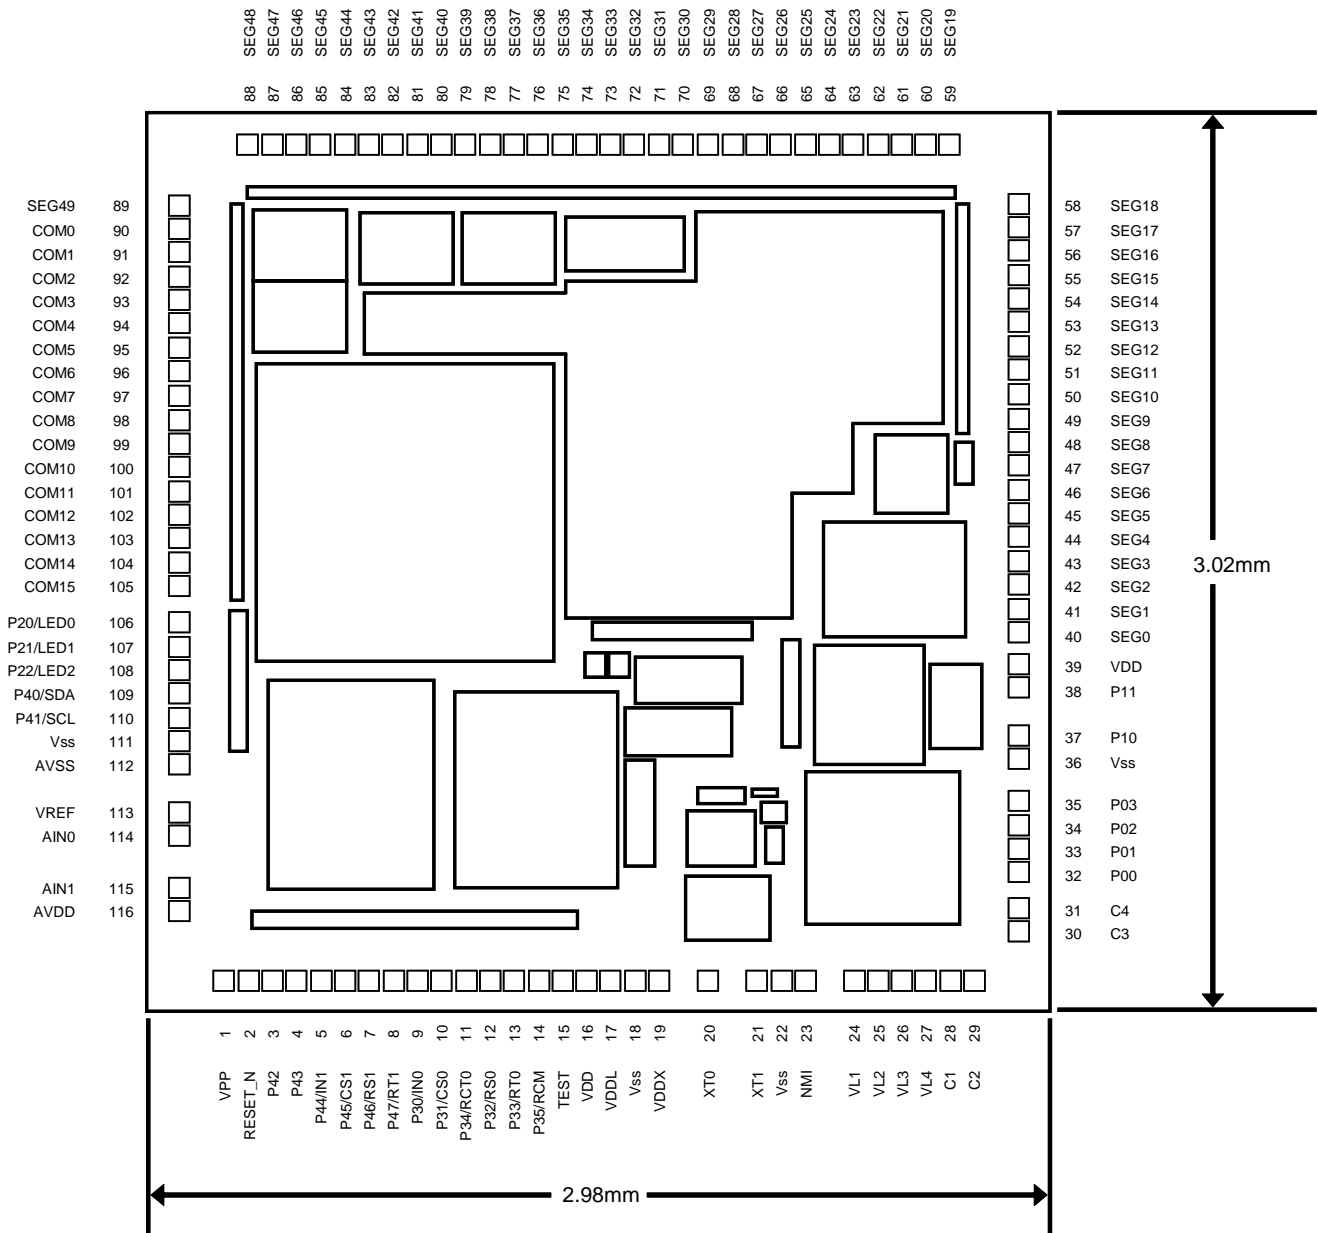 SEG48 SEG47 SEG46 SEG45 SEG44 SEG43 SEG42 SEG41 SEG40 SEG39 SEG38 SEG37 SEG36 SEG35 SEG34 SEG33 SEG32 SEG31 SEG30 SEG29 SEG28 SEG27 SEG26 SEG25 SEG24 SEG23 SEG22 SEG21 SEG20 SEG19
88 87 86 85 84 83 82 81 80 79 78 77 76 75 74 73 72 71 70 69 68 67 66 65 64 63 62 61 60 59
SEG49 89
COM0 90
COM1 91
COM2 92
COM3 93
COM4 94
COM5 95
COM6 96
COM7 97
COM8 98
COM9 99
COM10 100
COM11 101
COM12 102
COM13 103
COM14 104
COM15 105
P20/LED0 106
P21/LED1 107
P22/LED2 108
P40/SDA 109
P41/SCL 110
Vss 111
AVSS 112
VREF 113
AIN0 114
AIN1 115
AVDD 116
58 SEG18
57 SEG17
56 SEG16
55 SEG15
54 SEG14
53 SEG13
52 SEG12
51 SEG11
50 SEG10
49 SEG9
48 SEG8
47 SEG7
46 SEG6
45 SEG5
44 SEG4
43 SEG3
42 SEG2
41 SEG1
40 SEG0
39 VDD
38 P11
37 P10
36 Vss
35 P03
34 P02
33 P01
32 P00
31 C4
30 C3
3.02mm
1 2 3 4 5 6 7 8 9 10 11 12 13 14 15 16 17 18 19 20 21 22 23 24 25 26 27 28 29
VPP RESET_N P42 P43 P44/IN1 P45/CS1 P46/RS1 P47/RT1 P30/IN0 P31/CS0 P34/RCT0 P32/RS0 P33/RT0 P35/RCM TEST VDD VDDL Vss VDDX XT0 XT1 Vss NMI VL1 VL2 VL3 VL4 C1 C2
2.98mm